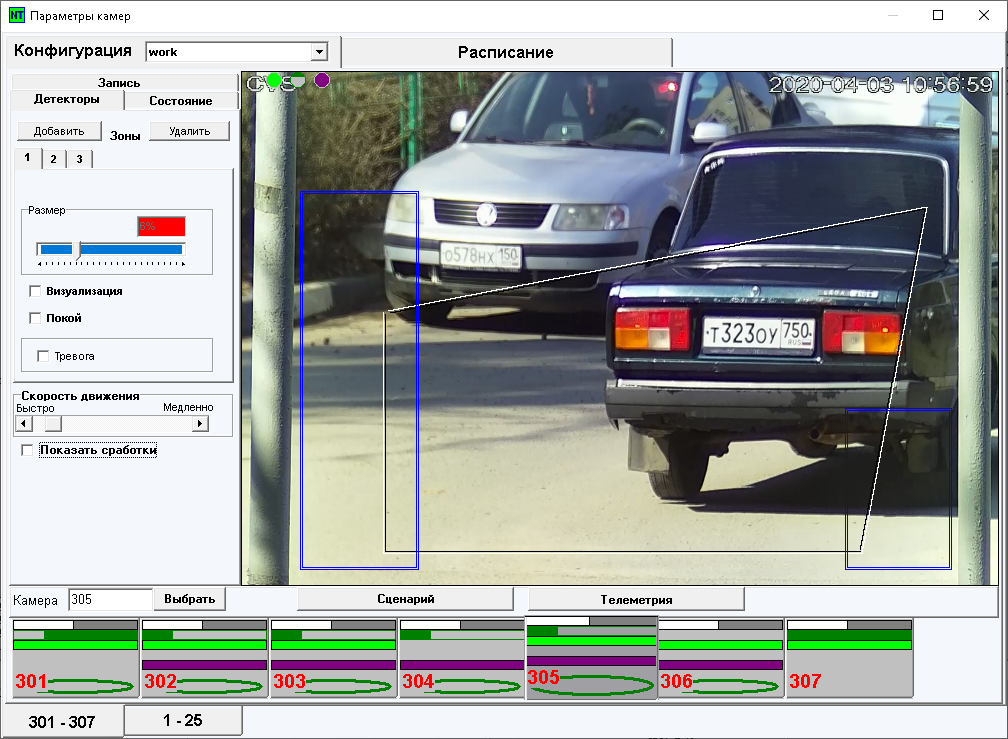 NT Параметры камер
Конфигурация work Расписание
Запись
Детекторы Состояние
Добавить Зоны Удалить
1 2 3
Размер
6%
Визуализация
Покой
Тревога
Скорость движения
Быстро Медленно
Показать сработки
CVS 2020-04-03 10:56:59
о578нх 150
т323оу 750
RUS
Камера 305 Выбрать Сценарий Телеметрия
301 302 303 304 305 306 307
301 - 307 1 - 25